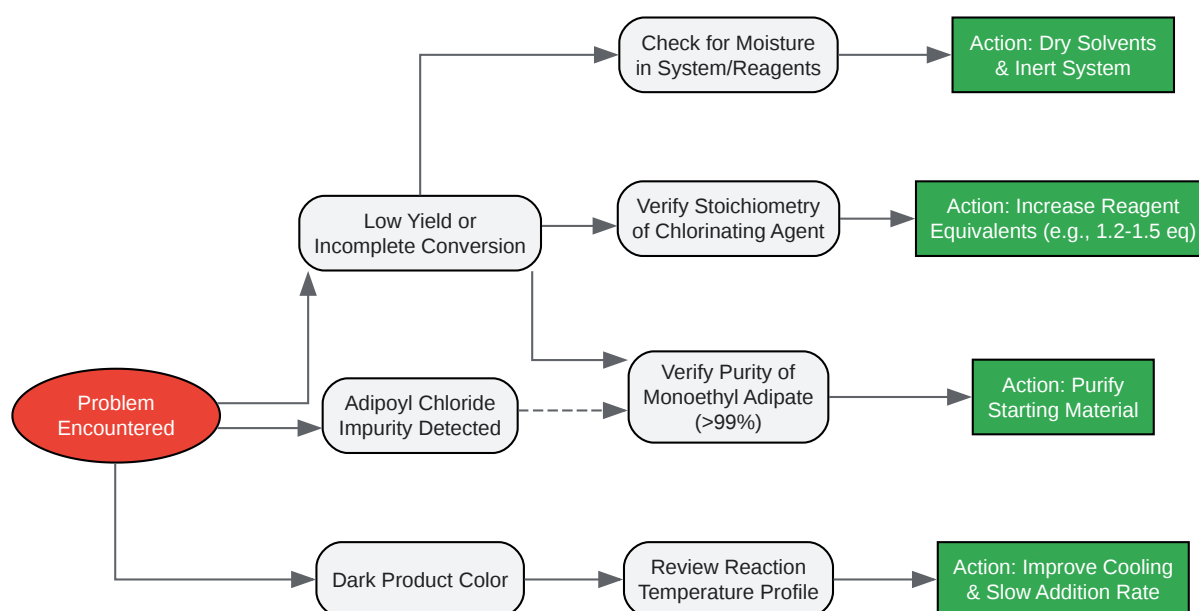 Check for Moisture
in System/Reagents
Action: Dry Solvents
& Inert System
Low Yield or
Incomplete Conversion
Verify Stoichiometry
of Chlorinating Agent
Action: Increase Reagent
Equivalents (e.g., 1.2-1.5 eq)
Problem
Encountered
Adipoyl Chloride
Impurity Detected
Verify Purity of
Monoethyl Adipate
(>99%)
Action: Purify
Starting Material
Dark Product Color
Review Reaction
Temperature Profile
Action: Improve Cooling
& Slow Addition Rate